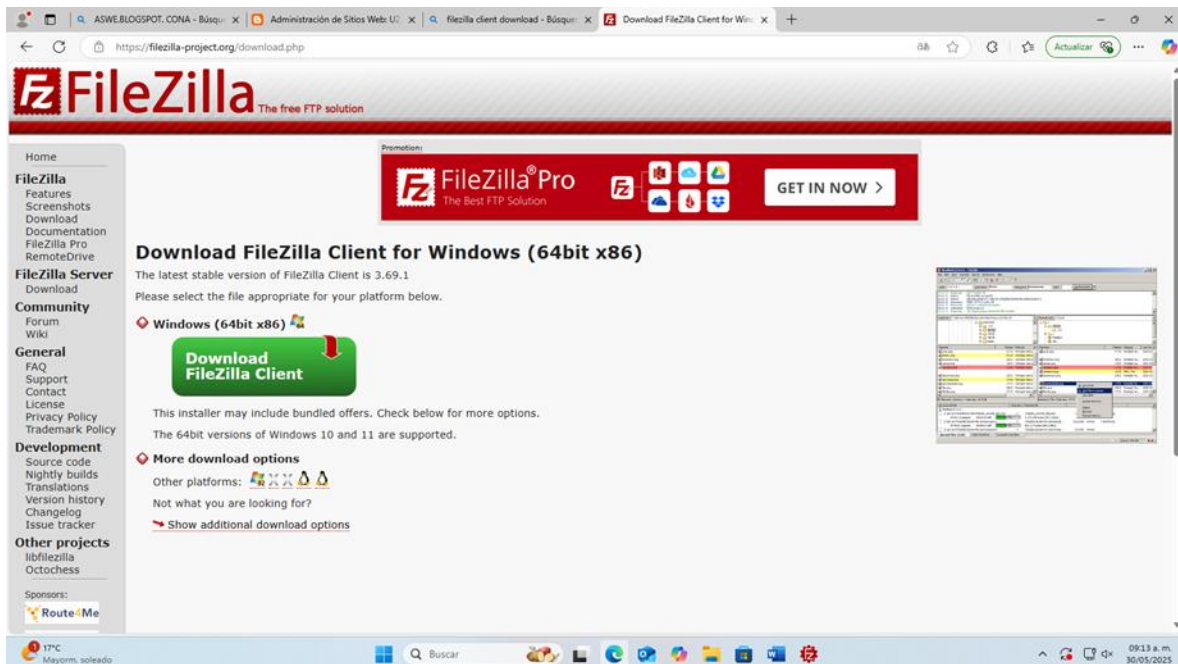 ASWE.BLOGSPOT. CONA - Búsqu
Administración de Sitios Web: U
filezilla client download - Búsque
Download FileZilla Client for Win
https://filezilla-project.org/download.php
Actualizar
FileZilla The free FTP solution
Home
FileZilla
Features
Screenshots
Download
Documentation
FileZilla Pro
RemoteDrive
FileZilla Server
Download
Community
Forum
Wiki
General
FAQ
Support
Contact
License
Privacy Policy
Trademark Policy
Development
Source code
Nightly builds
Translations
Version history
Changelog
Issue tracker
Other projects
libfilezilla
Octochess
Sponsors:
Route4Me
Promotion:
FileZilla® Pro
The Best FTP Solution
GET IN NOW >
Download FileZilla Client for Windows (64bit x86)
The latest stable version of FileZilla Client is 3.69.1
Please select the file appropriate for your platform below.
Windows (64bit x86)
Download
FileZilla Client
This installer may include bundled offers. Check below for more options.
The 64bit versions of Windows 10 and 11 are supported.
More download options
Other platforms:
Not what you are looking for?
Show additional download options
1
17°C
Mayorm. soleado
Buscar
09:13 a. m.
30/05/2025